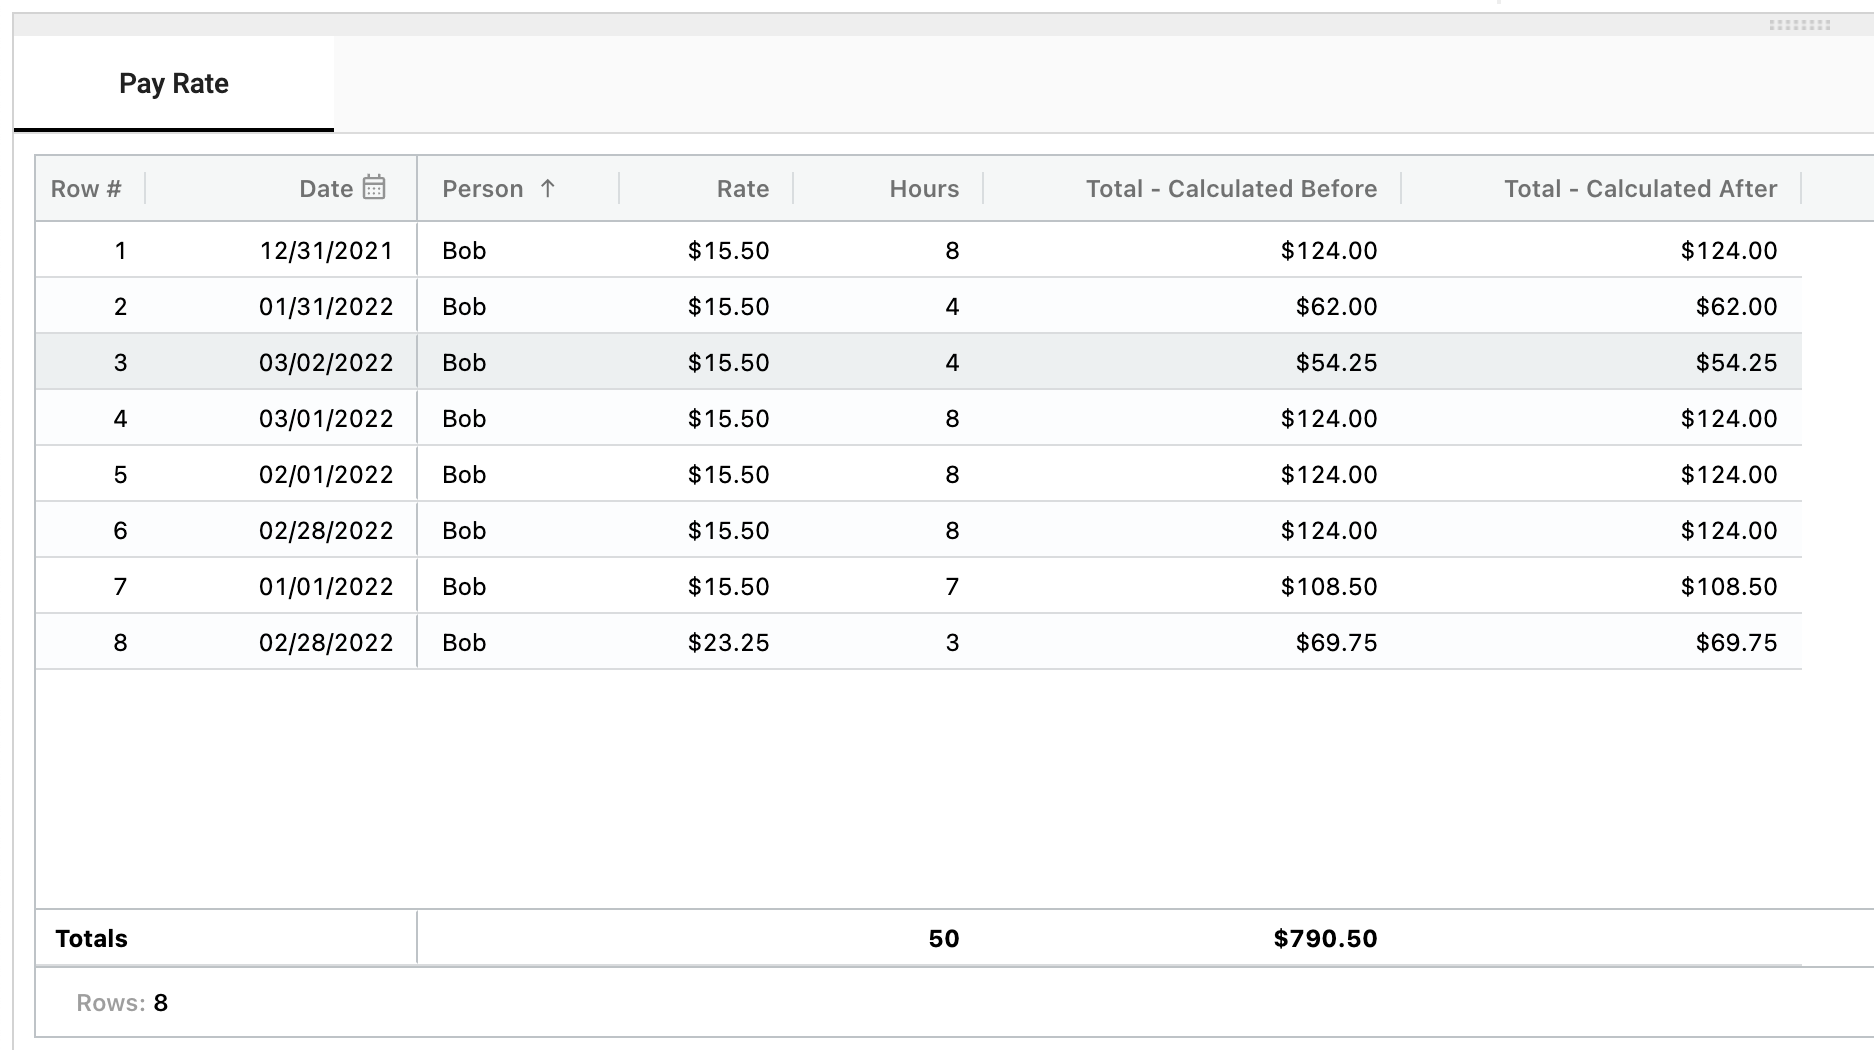 Pay Rate
Row # Date Person ↑ Rate Hours Total - Calculated Before Total - Calculated After
1 12/31/2021 Bob $15.50 8 $124.00 $124.00
2 01/31/2022 Bob $15.50 4 $62.00 $62.00
3 03/02/2022 Bob $15.50 4 $54.25 $54.25
4 03/01/2022 Bob $15.50 8 $124.00 $124.00
5 02/01/2022 Bob $15.50 8 $124.00 $124.00
6 02/28/2022 Bob $15.50 8 $124.00 $124.00
7 01/01/2022 Bob $15.50 7 $108.50 $108.50
8 02/28/2022 Bob $23.25 3 $69.75 $69.75
Totals 50 $790.50
Rows: 8